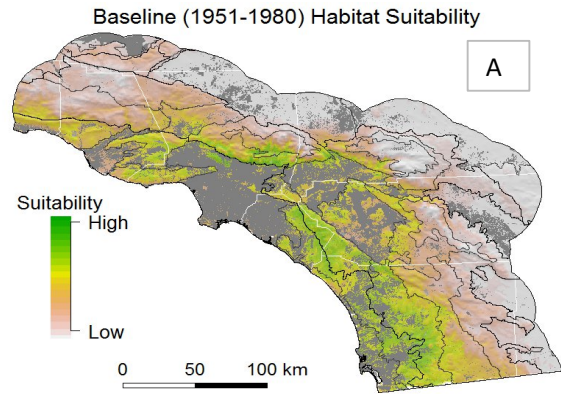 Baseline (1951-1980) Habitat Suitability
A
Suitability
High
Low
0 50 100 km